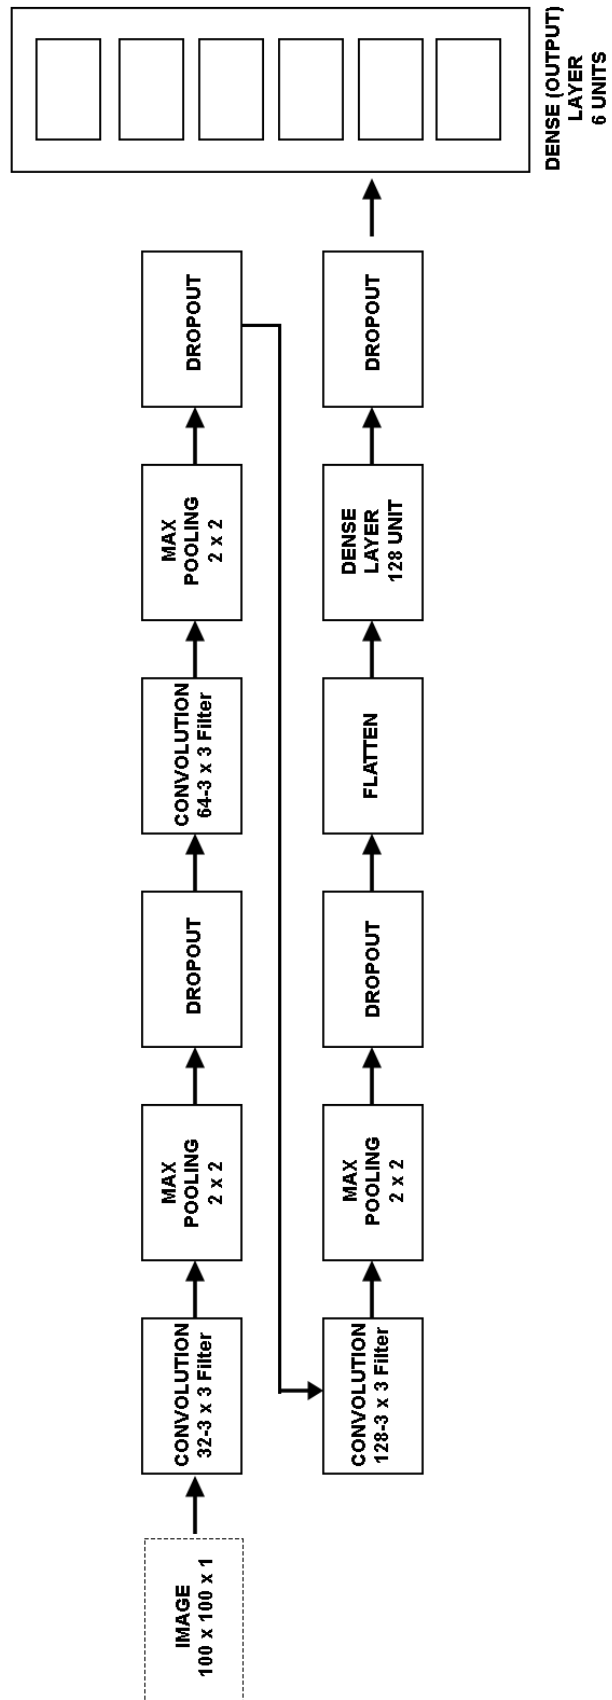 IMAGE
100 x 100 x 1
CONVOLUTION
32-3 x 3 Filter
MAX
POOLING
2 x 2
DROPOUT
CONVOLUTION
64-3 x 3 Filter
MAX
POOLING
2 x 2
DROPOUT
CONVOLUTION
128-3 x 3 Filter
MAX
POOLING
2 x 2
DROPOUT
FLATTEN
DENSE
LAYER
128 UNIT
DROPOUT
DENSE (OUTPUT)
LAYER
6 UNITS